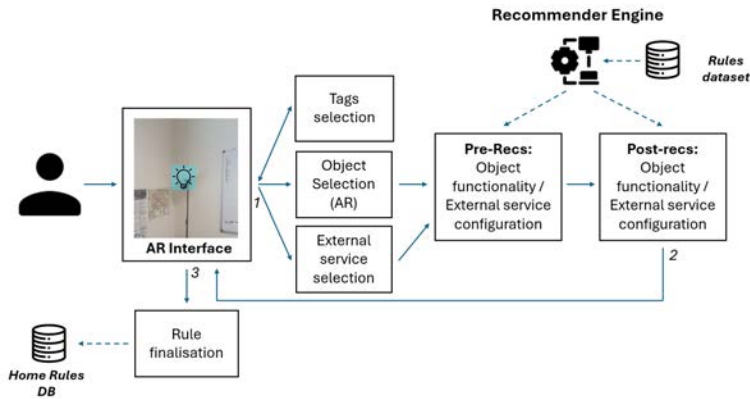 Recommender Engine
Rules
dataset
Tags
selection
1
Object
Selection
(AR)
External
service
selection
Pre-Recs:
Object
functionality /
External service
configuration
Post-recs:
Object
functionality /
External service
configuration
AR Interface
2
3
Rule
finalisation
Home Rules
DB